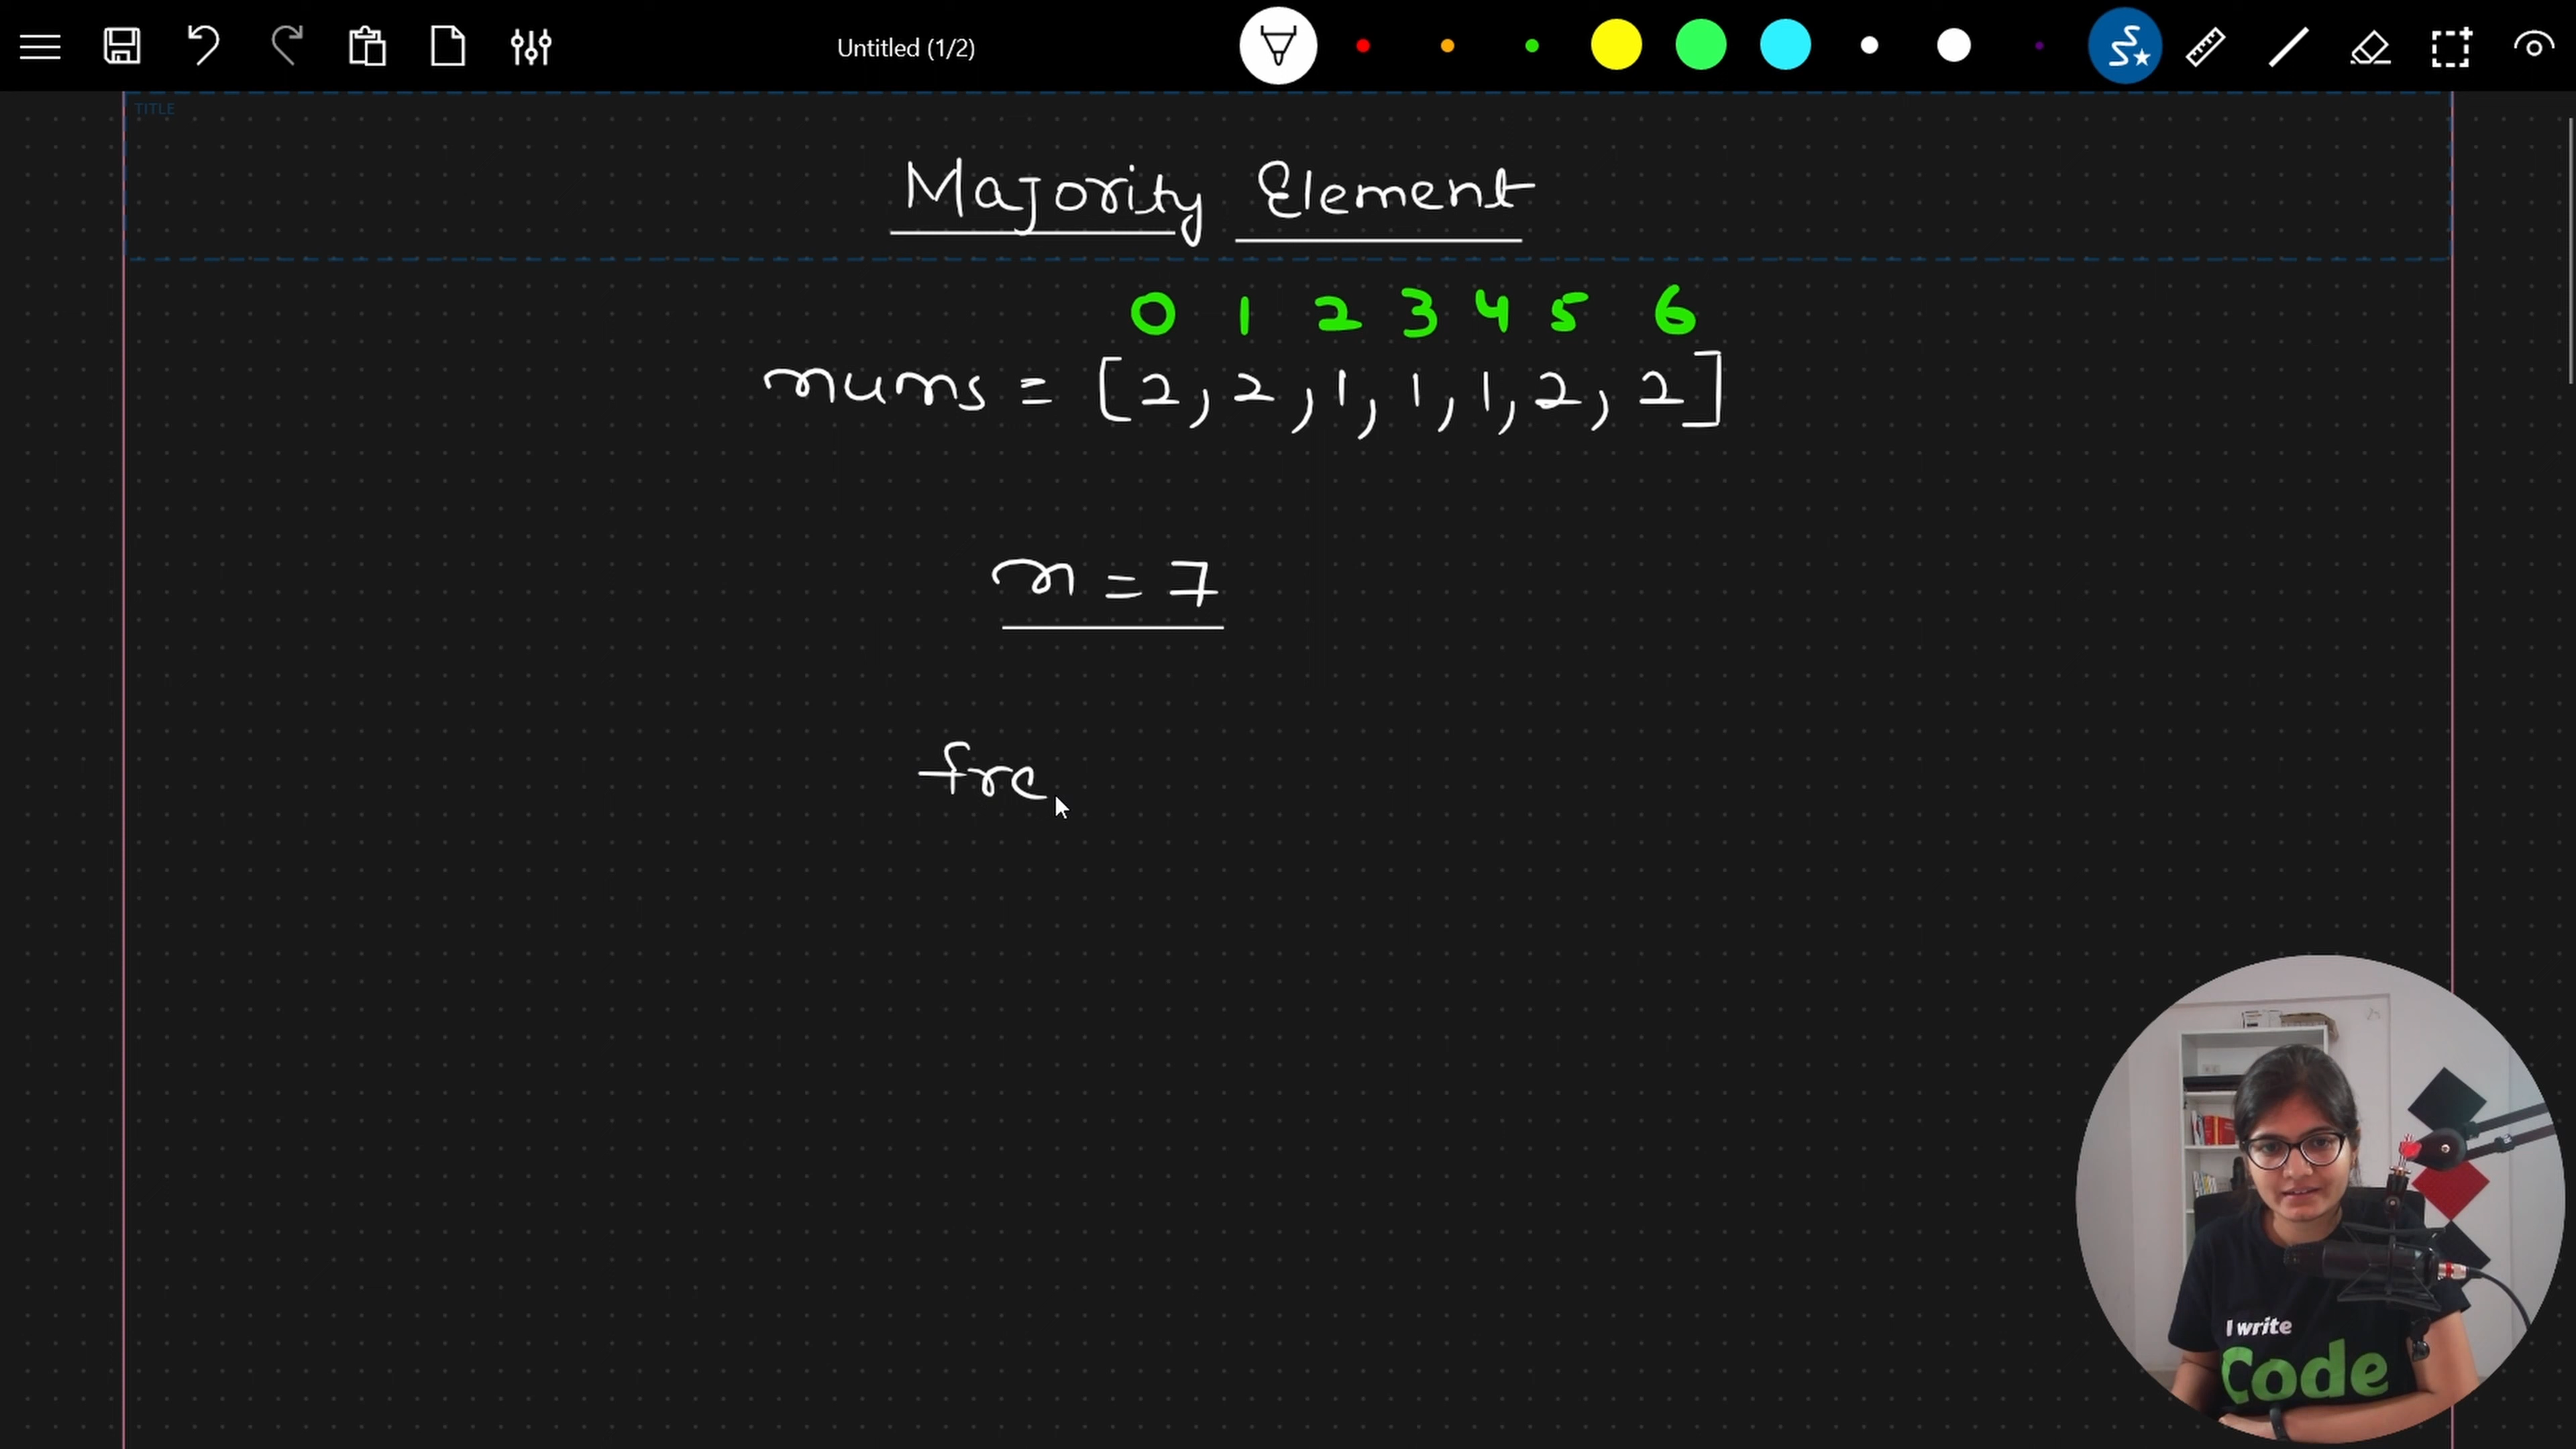 Untitled (1/2)
TITLE
Majority Element
0 1 2 3 4 5 6
nums = [2, 2, 1, 1, 1, 2, 2]
n = 7
fre
I write
Code